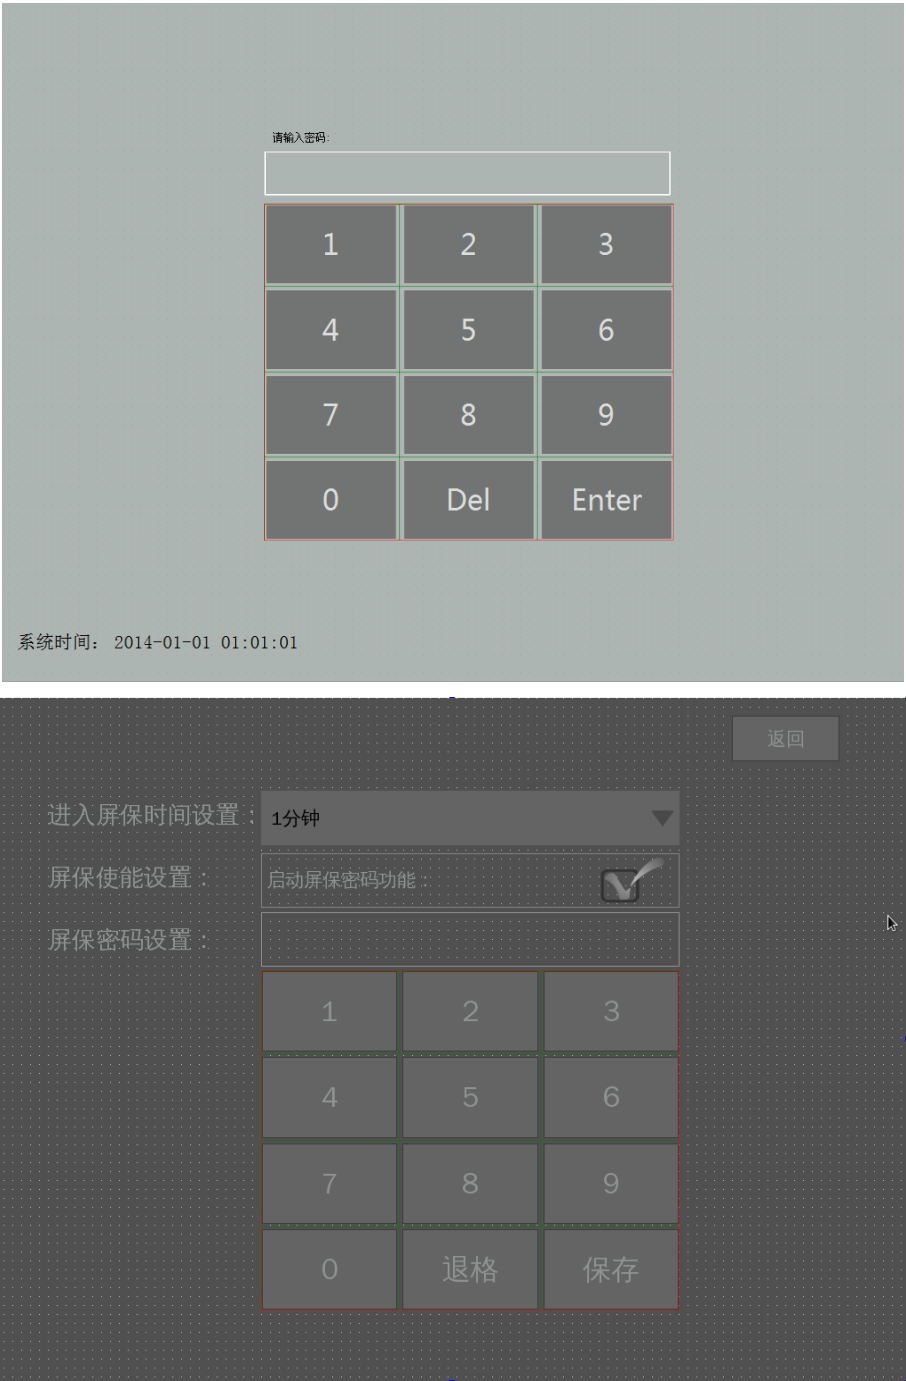 请输入密码:
1 2 3
4 5 6
7 8 9
0 Del Enter
系统时间： 2014-01-01 01:01:01
返回
进入屏保时间设置： 1分钟
屏保使能设置： 启动屏保密码功能：
屏保密码设置：
1 2 3
4 5 6
7 8 9
0 退格 保存